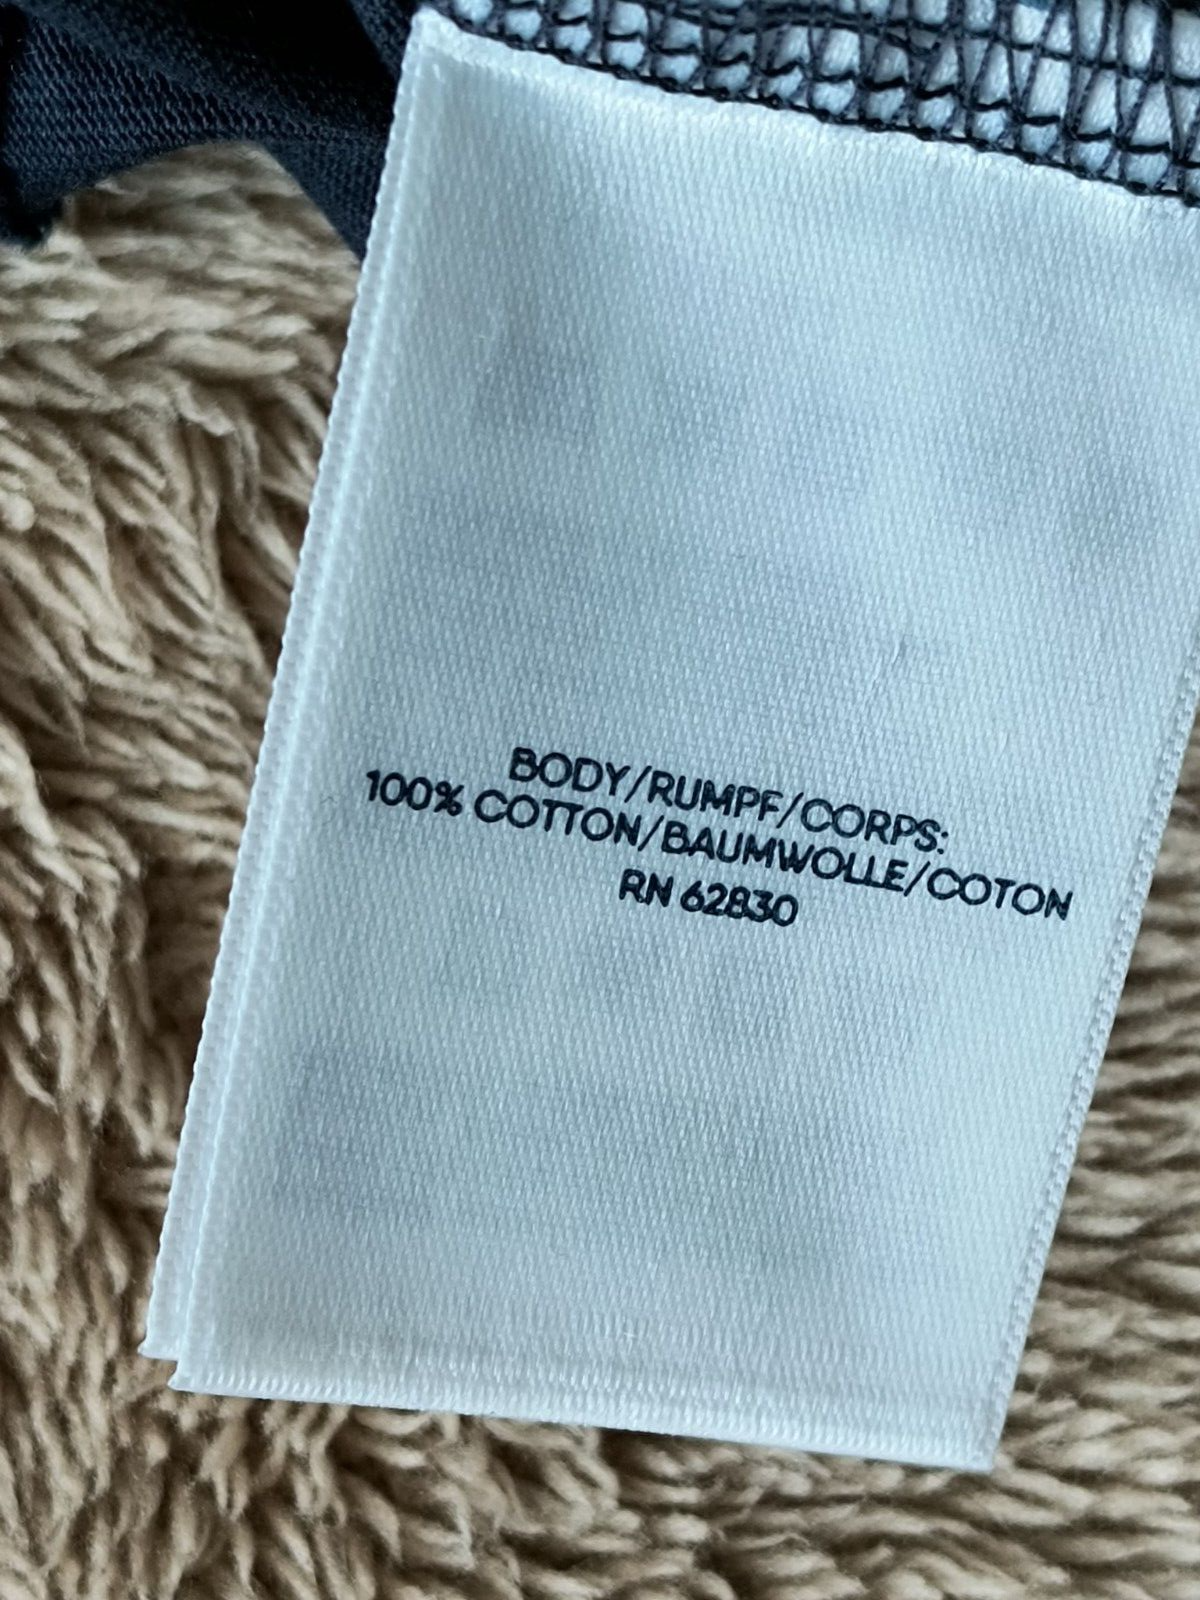 BODY/RUMPF/CORPS:
100% COTTON/BAUMWOLLE/COTON
RN 62830